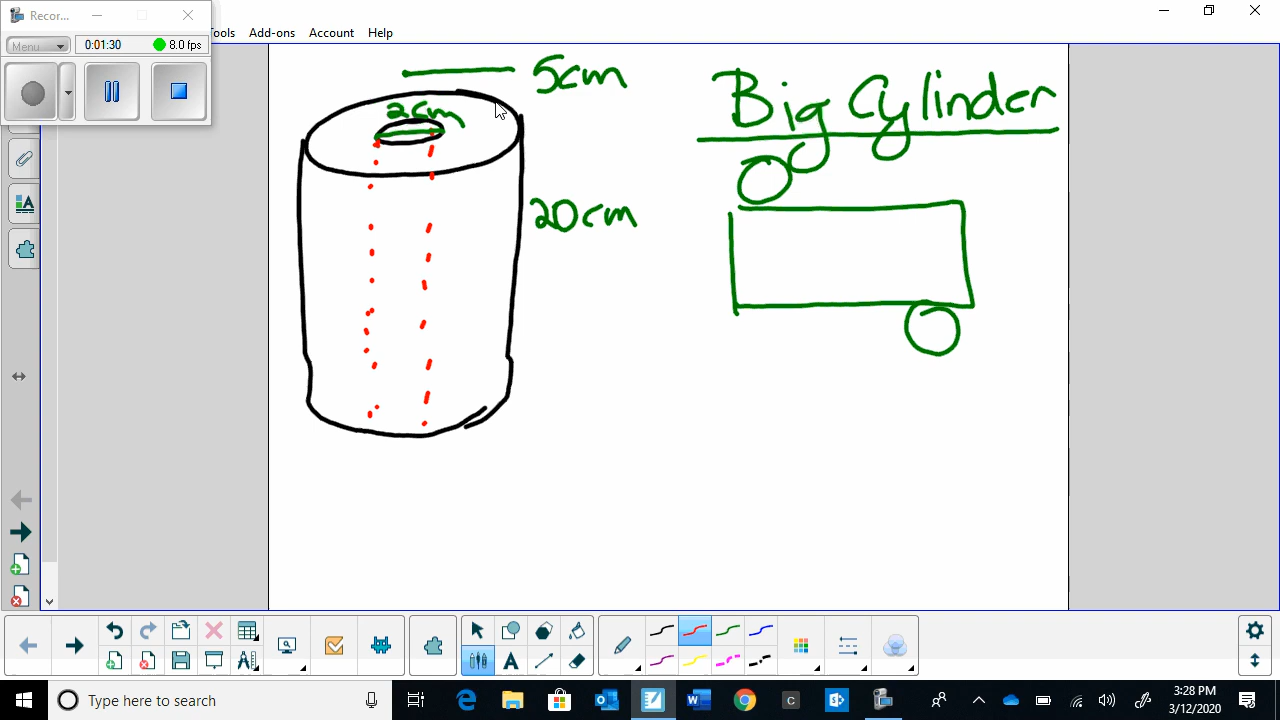 Recor...
Tools Add-ons Account Help
Menu 0:01:30 8.0 fps
5cm
2cm
20cm
Big Cylinder
Type here to search
3:28 PM
3/12/2020